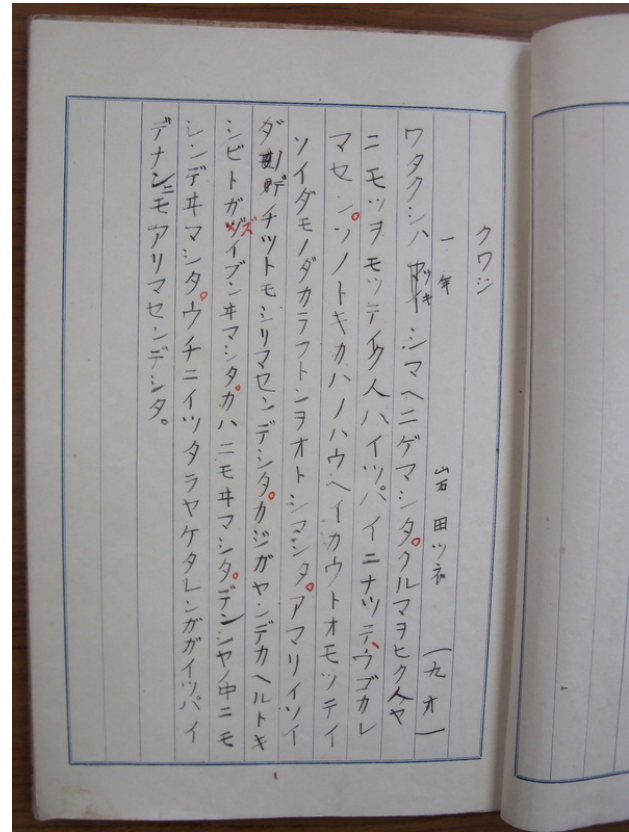 クワジ
一年 岩田ツネ (九才)
ワタクシハ ツキシマヘニゲマシタ。クルマヲヒク人ヤ
ニモツヲモッテイク人ハイッパイニナッテ、ウゴカレ
マセン。ソノトキカハノハウヘイカウトオモッテイ
ソイダモノダカラフトンヲオトシマシタ。アマリイソイ
ダ チットモシリマセンデシタ。カジガヤンデカヘルトキ
シビトガズイブンヰマシタ。カハニモヰマシタ。デンシヤノ中ニモ
シンデヰマシタ。ウチニイツタラヤケタレンガガイッパイ
デナンニモアリマセンデシタ。